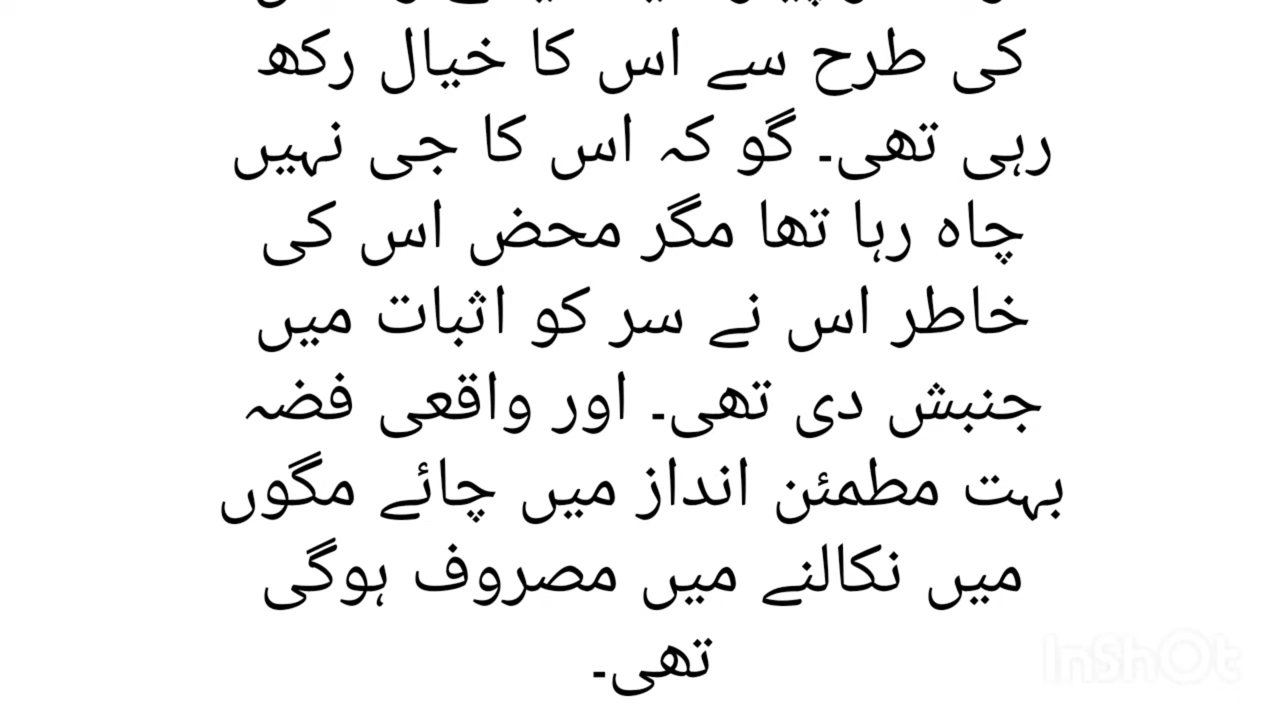 کی طرح سے اس کا خیال رکھ
رہی تھی۔ گو کہ اس کا جی نہیں
چاہ رہا تھا مگر محض اس کی
خاطر اس نے سر کو اثبات میں
جنبش دی تھی۔ اور واقعی فضہ
بہت مطمئن انداز میں چائے مگوں
میں نکالنے میں مصروف ہوگی
تھی۔
InShOt